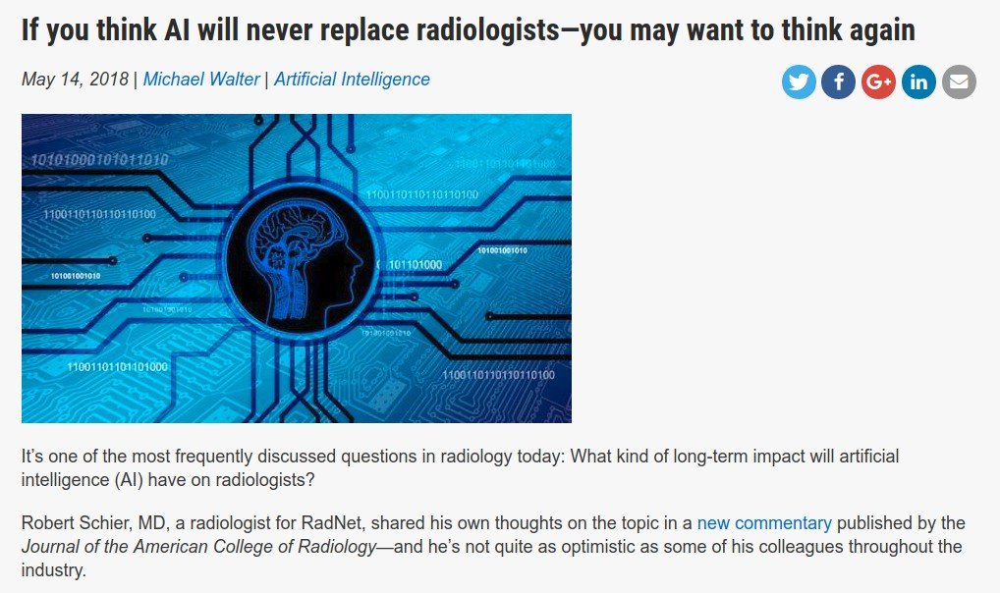 If you think AI will never replace radiologists—you may want to think again
May 14, 2018 | Michael Walter | Artificial Intelligence
f G+ in
10101000101011010
1100110110110110100
1100110110110110100
101101000
101001001010
101001001010
101001001010
101001001010
11001101101101000
1100110110110110100
It's one of the most frequently discussed questions in radiology today: What kind of long-term impact will artificial
intelligence (AI) have on radiologists?
Robert Schier, MD, a radiologist for RadNet, shared his own thoughts on the topic in a new commentary published by the
Journal of the American College of Radiology—and he's not quite as optimistic as some of his colleagues throughout the
industry.